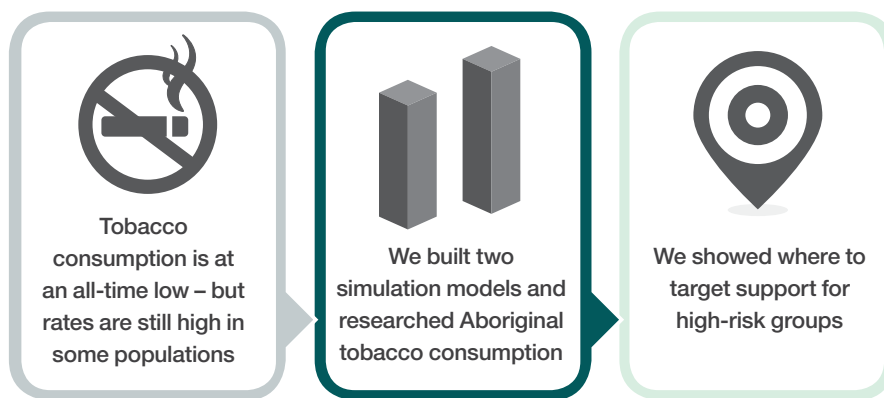 Tobacco
consumption is at
an all-time low – but
rates are still high in
some populations
We built two
simulation models and
researched Aboriginal
tobacco consumption
We showed where to
target support for
high-risk groups